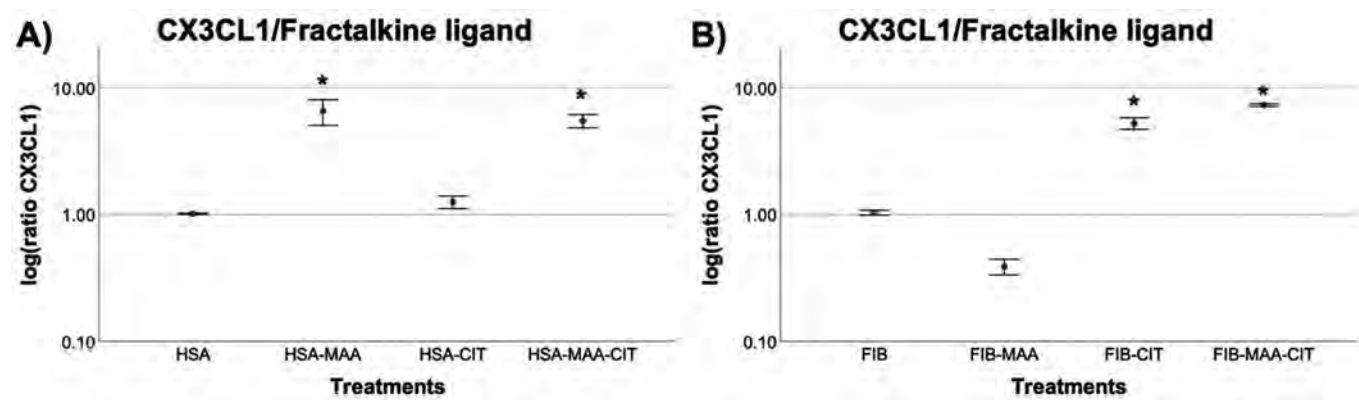 A) CX3CL1/Fractalkine ligand
log(ratio CX3CL1)
10.00
1.00
0.10
*
*
HSA HSA-MAA HSA-CIT HSA-MAA-CIT
Treatments
B) CX3CL1/Fractalkine ligand
log(ratio CX3CL1)
10.00
1.00
0.10
*
*
FIB FIB-MAA FIB-CIT FIB-MAA-CIT
Treatments